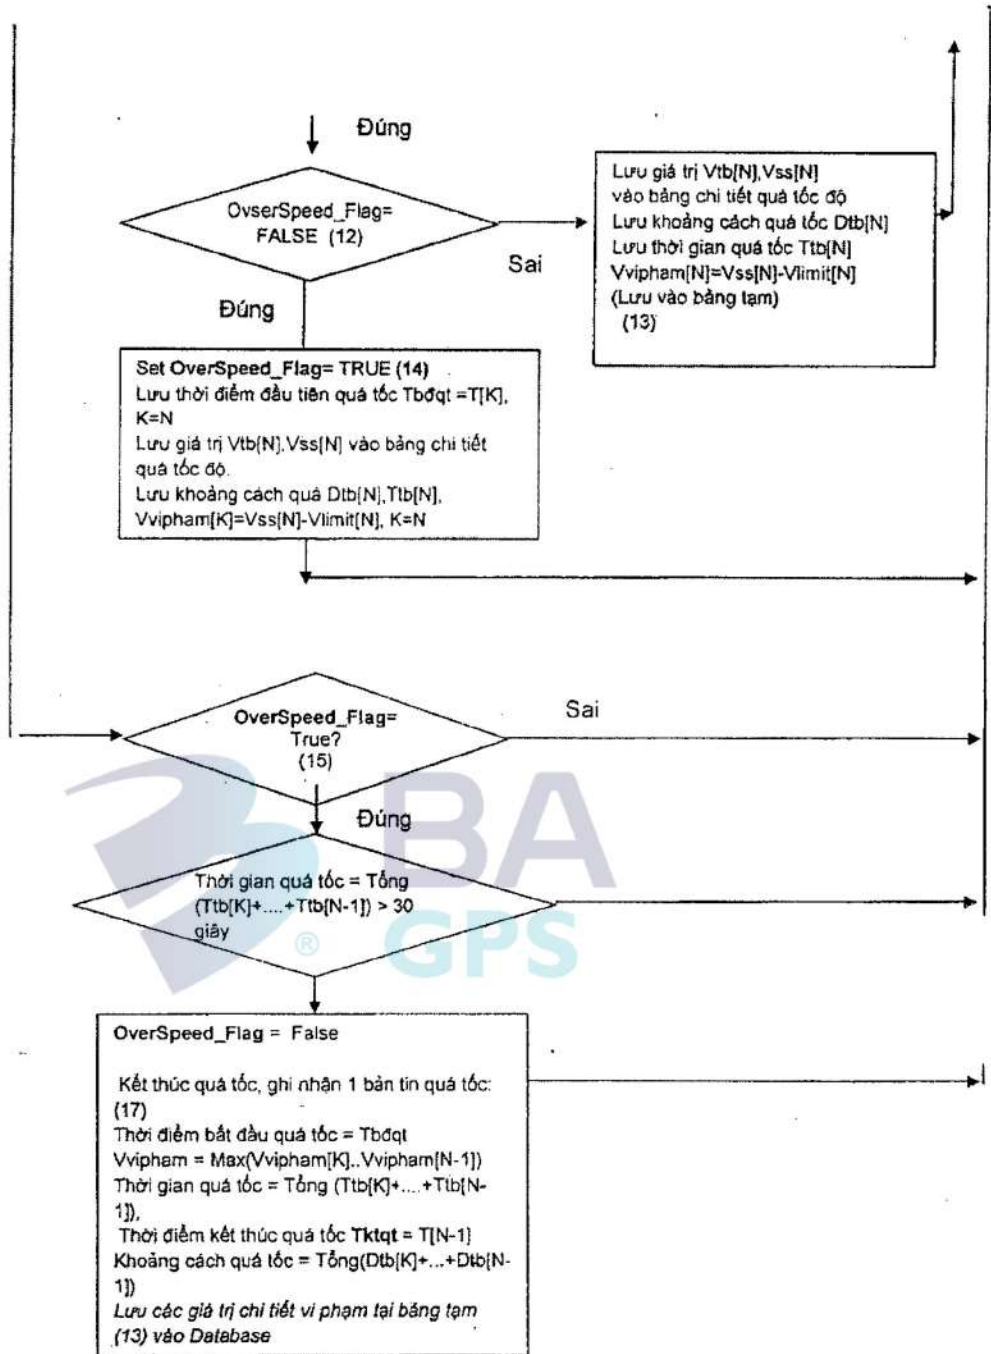 Đúng
OvserSpeed_Flag=
FALSE (12)
Sai
Lưu giá trị Vtb[N],Vss[N]
vào bảng chi tiết quá tốc độ
Lưu khoảng cách quá tốc Dtb[N]
Lưu thời gian quá tốc Ttb[N]
Vvipham[N]=Vss[N]-Vlimit[N]
(Lưu vào bảng tạm)
(13)
Đúng
Set OverSpeed_Flag= TRUE (14)
Lưu thời điểm đầu tiên quá tốc Tbđqt =T[K],
K=N
Lưu giá trị Vtb[N],Vss[N] vào bảng chi tiết
quá tốc độ.
Lưu khoảng cách quá Dtb[N],Ttb[N],
Vvipham[K]=Vss[N]-Vlimit[N], K=N
OverSpeed_Flag=
True?
(15)
Sai
Đúng
Thời gian quá tốc = Tổng
(Ttb[K]+....+Ttb[N-1]) > 30
giây
BA
GPS
®
OverSpeed_Flag = False
Kết thúc quá tốc, ghi nhận 1 bản tin quá tốc:
(17)
Thời điểm bắt đầu quá tốc = Tbđqt
Vvipham = Max(Vvipham[K]..Vvipham[N-1])
Thời gian quá tốc = Tổng (Ttb[K]+....+Ttb[N-
1]),
Thời điểm kết thúc quá tốc Tktqt = T[N-1]
Khoảng cách quá tốc = Tổng(Dtb[K]+...+Dtb[N-
1])
Lưu các giá trị chi tiết vi phạm tại bảng tạm
(13) vào Database